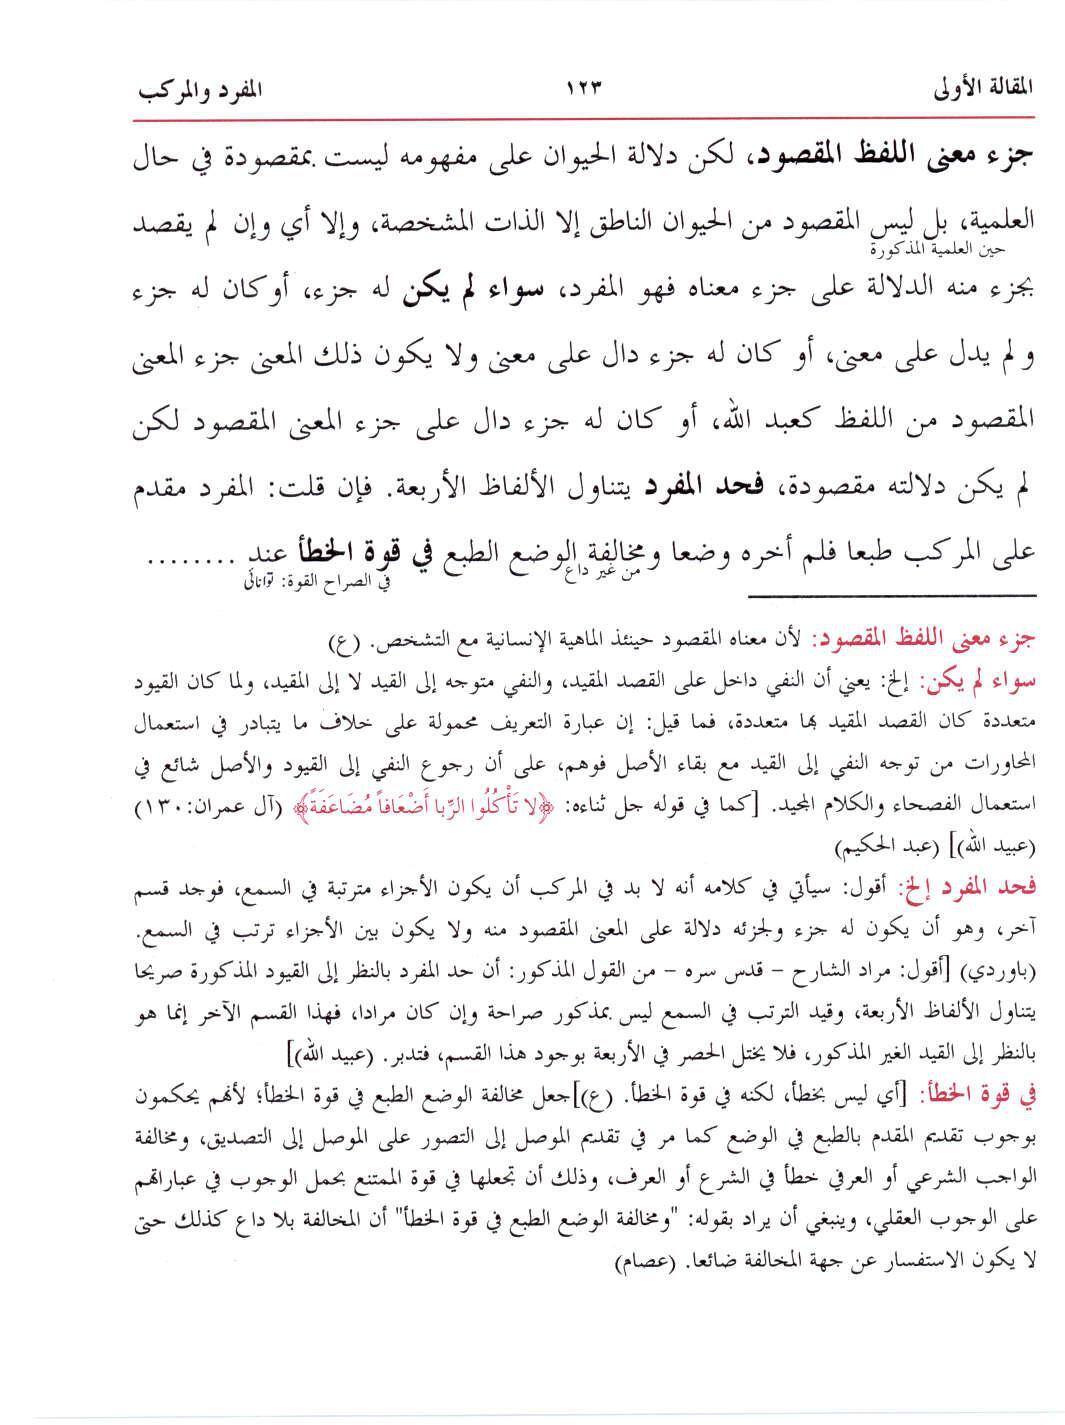 المقالة الأولى ١٢٣ المفرد والمركب
جزء معنى اللفظ المقصود، لكن دلالة الحيوان على مفهومه ليست بمقصودة في حال
العلمية، بل ليس المقصود من الحيوان الناطق إلا الذات المشخصة، وإلا أي وإن لم يقصد
حين العلمية المذكورة
بجزء منه الدلالة على جزء معناه فهو المفرد، سواء لم يكن له جزء، أو كان له جزء
ولم يدل على معنى، أو كان له جزء دال على معنى ولا يكون ذلك المعنى جزء المعنى
المقصود من اللفظ كعبد الله، أو كان له جزء دال على جزء المعنى المقصود لكن
لم يكن دلالته مقصودة، فحد المفرد يتناول الألفاظ الأربعة. فإن قلت: المفرد مقدم
على المركب طبعا فلم أخره وضعا ومخالفة الوضع الطبع في قوة الخطأ عند ........
من غير داع في الصراح القوة: توانائى
جزء معنى اللفظ المقصود: لأن معناه المقصود حينئذ الماهية الإنسانية مع التشخص. (ع)
سواء لم يكن: إلخ: يعني أن النفي داخل على القصد المقيد، والنفي متوجه إلى القيد لا إلى المقيد، ولما كان القيود
متعددة كان القصد المقيد بها متعددة، فما قيل: إن عبارة التعريف محمولة على خلاف ما يتبادر في استعمال
المحاورات من توجه النفي إلى القيد مع بقاء الأصل فوهم، على أن رجوع النفي إلى القيود والأصل شائع في
استعمال الفصحاء والكلام المجيد. [كما في قوله جل ثناءه: ﴿لا تَأْكُلُوا الرِّبا أَضْعَافاً مُضَاعَفَةً﴾ (آل عمران:١٣٠)
(عبيد الله)] (عبد الحكيم)
فحد المفرد إلخ: أقول: سيأتي في كلامه أنه لا بد في المركب أن يكون الأجزاء مترتبة في السمع، فوجد قسم
آخر، وهو أن يكون له جزء ولجزئه دلالة على المعنى المقصود منه ولا يكون بين الأجزاء ترتب في السمع.
(باوردي) [أقول: مراد الشارح – قدس سره – من القول المذكور: أن حد المفرد بالنظر إلى القيود المذكورة صريحا
يتناول الألفاظ الأربعة، وقيد الترتب في السمع ليس بمذكور صراحة وإن كان مرادا، فهذا القسم الآخر إنما هو
بالنظر إلى القيد الغير المذكور، فلا يختل الحصر في الأربعة بوجود هذا القسم، فتدبر. (عبيد الله)]
في قوة الخطأ: [أي ليس بخطأ، لكنه في قوة الخطأ. (ع)]جعل مخالفة الوضع الطبع في قوة الخطأ؛ لأنهم يحكمون
بوجوب تقديم المقدم بالطبع في الوضع كما مر في تقديم الموصل إلى التصور على الموصل إلى التصديق، ومخالفة
الواجب الشرعي أو العرفي خطأ في الشرع أو العرف، وذلك أن تجعلها في قوة الممتنع بحمل الوجوب في عباراتهم
على الوجوب العقلي، وينبغي أن يراد بقوله: "ومخالفة الوضع الطبع في قوة الخطأ" أن المخالفة بلا داع كذلك حتى
لا يكون الاستفسار عن جهة المخالفة ضائعا. (عصام)